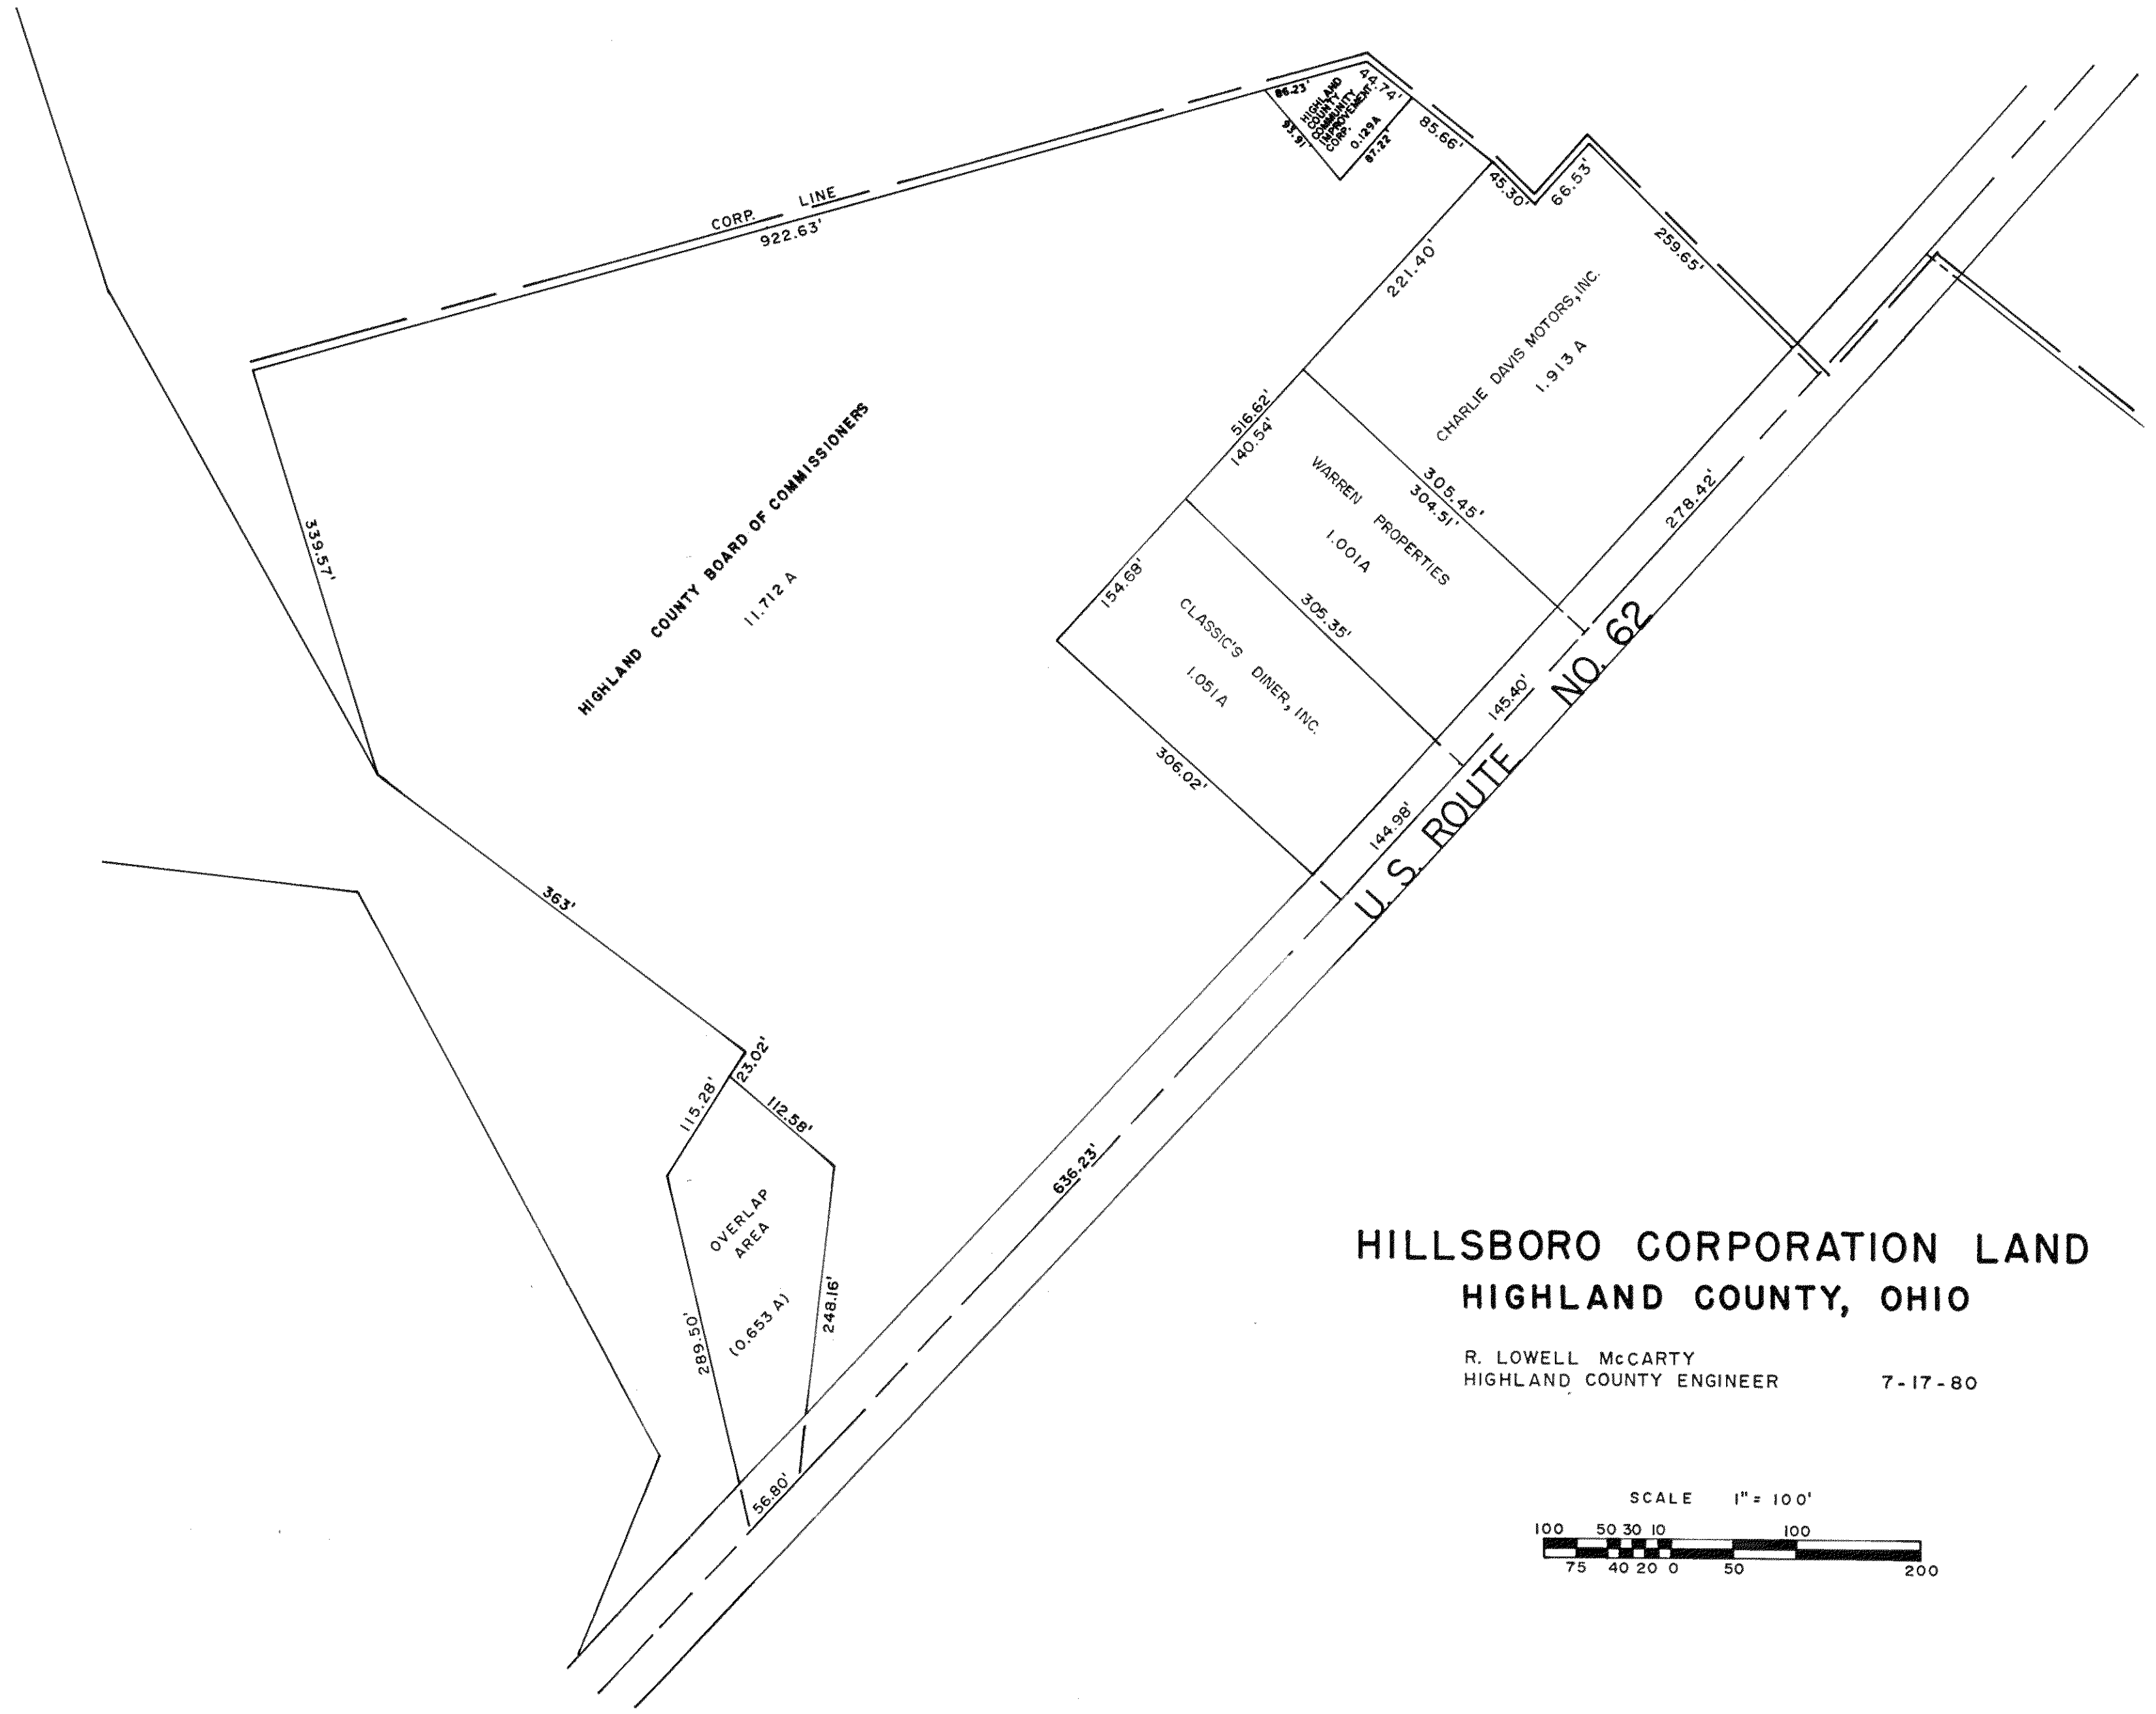 44.74'
86.23'
HIGHLAND
COUNTY
COMMUNITY
IMPROVEMENT
CORP.
0.129A
93.91'
87.22'
85.66'
45.30'
66.53'
259.65'
CORP. LINE
922.63'
221.40'
CHARLIE DAVIS MOTORS, INC.
1.913 A
516.62'
140.54'
305.45'
304.51'
278.42'
WARREN PROPERTIES
1.001A
339.57'
HIGHLAND COUNTY BOARD OF COMMISSIONERS
11.712 A
154.68'
305.35'
CLASSIC'S DINER, INC.
1.051A
306.02'
145.40'
144.98'
U. S. ROUTE NO. 62
363'
23.02'
115.28'
112.58'
636.23'
OVERLAP
AREA
(0.653 A)
289.50'
248.16'
56.80'
HILLSBORO CORPORATION LAND
HIGHLAND COUNTY, OHIO
R. LOWELL McCARTY
HIGHLAND COUNTY ENGINEER 7-17-80
SCALE 1" = 100'
100 50 30 10 100
75 40 20 0 50 200